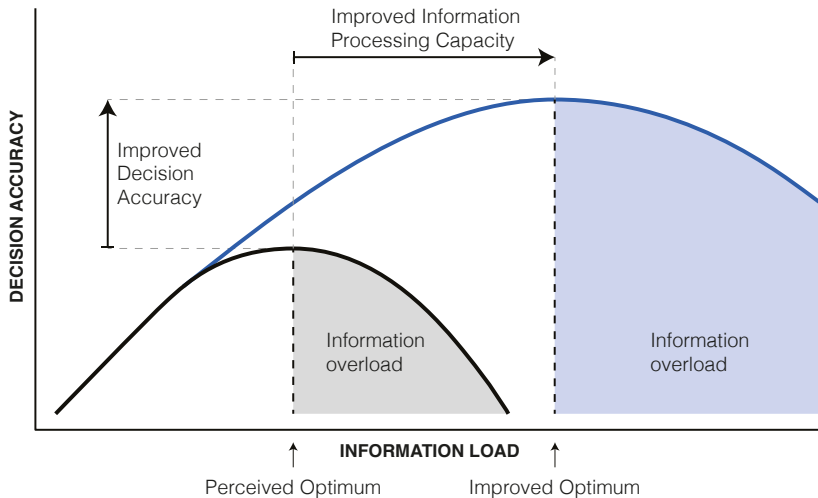 Improved Information
Processing Capacity
Improved
Decision
Accuracy
DECISION ACCURACY
Information
overload
Information
overload
INFORMATION LOAD
Perceived Optimum
Improved Optimum